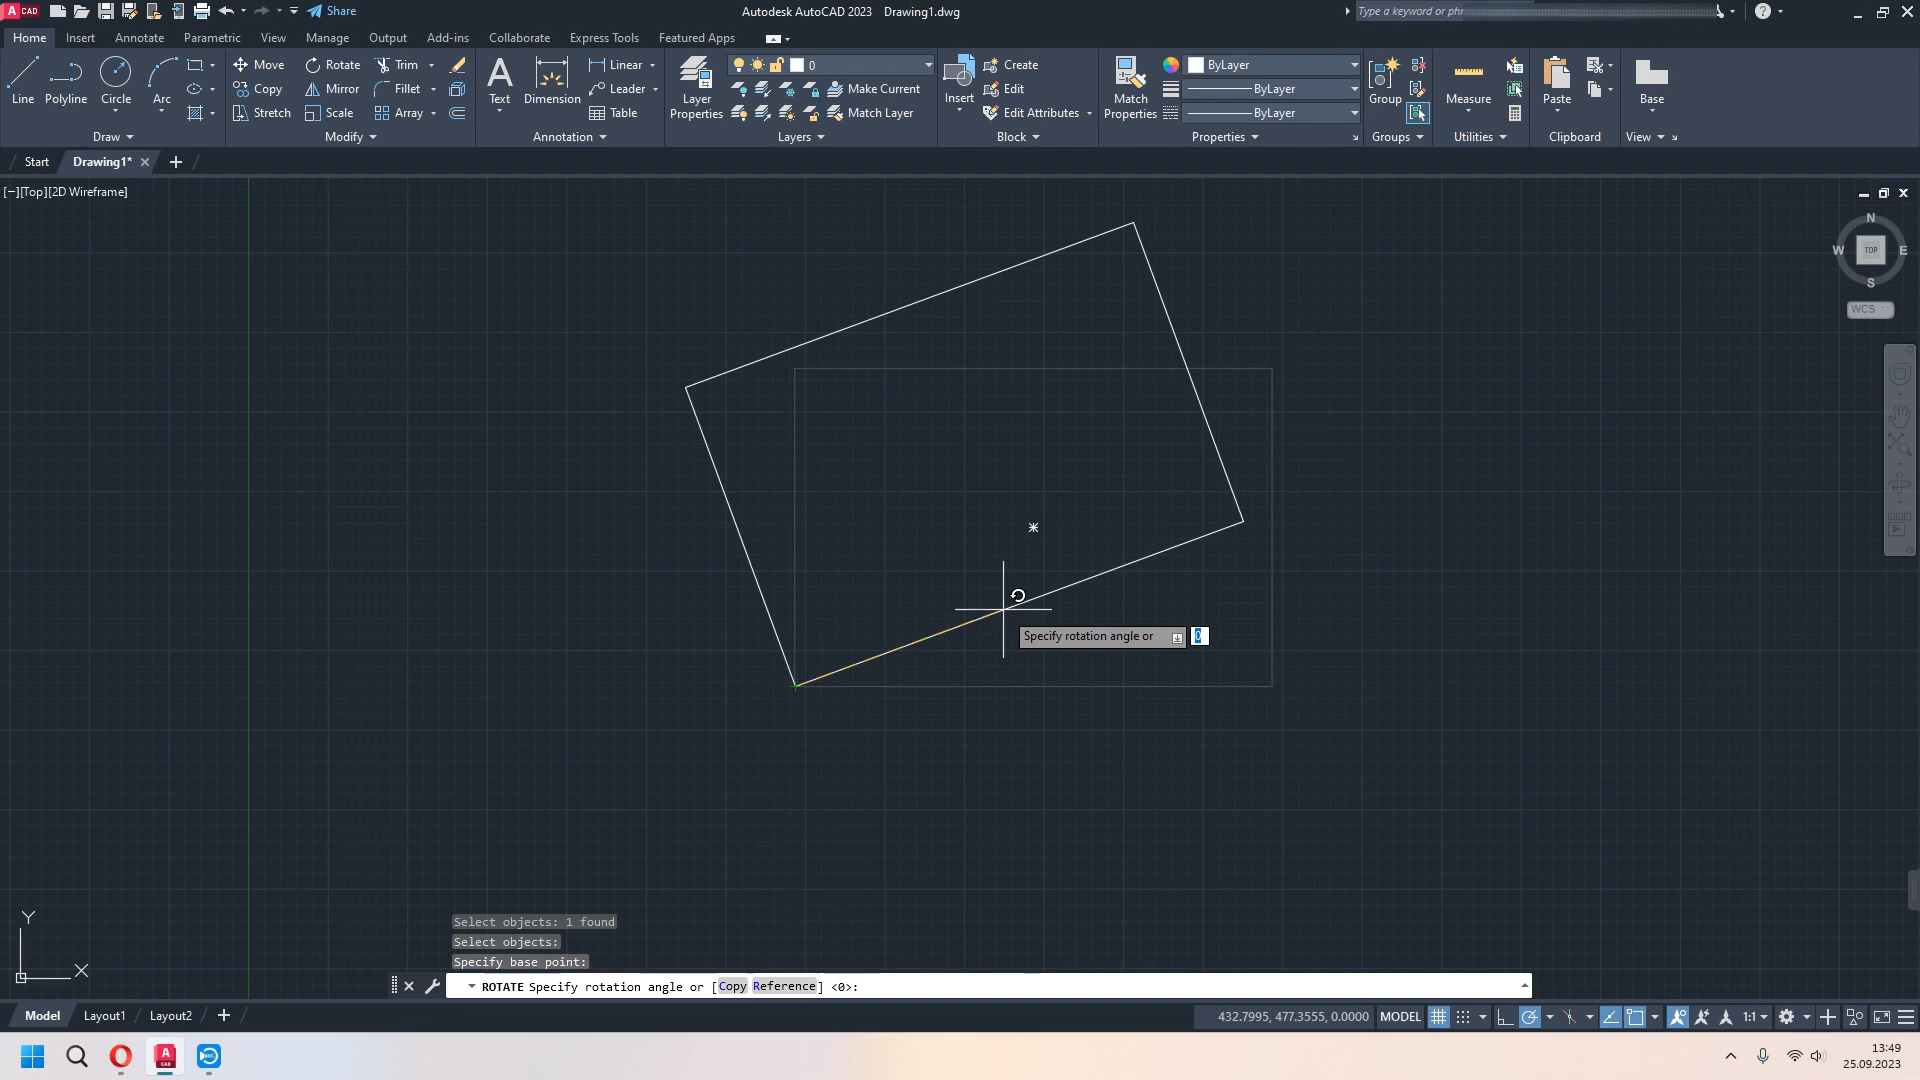 A CAD Share Autodesk AutoCAD 2023 Drawing1.dwg Type a keyword or phr
Home Insert Annotate Parametric View Manage Output Add-ins Collaborate Express Tools Featured Apps
Line Polyline Circle Arc
Move Rotate Trim
Copy Mirror Fillet
Stretch Scale Array
Text Dimension
Linear
Leader
Table
Layer Properties
0
Make Current
Match Layer
Insert
Create
Edit
Edit Attributes
Match Properties
ByLayer
ByLayer
ByLayer
Group
Measure
Paste
Base
Draw Modify Annotation Layers Block Properties Groups Utilities Clipboard View
Start Drawing1*
[−][Top][2D Wireframe]
N
W TOP E
S
WCS
Specify rotation angle or 0
Y
X
Select objects: 1 found
Select objects:
Specify base point:
ROTATE Specify rotation angle or [Copy Reference] <0>:
Model Layout1 Layout2 432.7995, 477.3555, 0.0000 MODEL 1:1
A CAD
13:49
25.09.2023